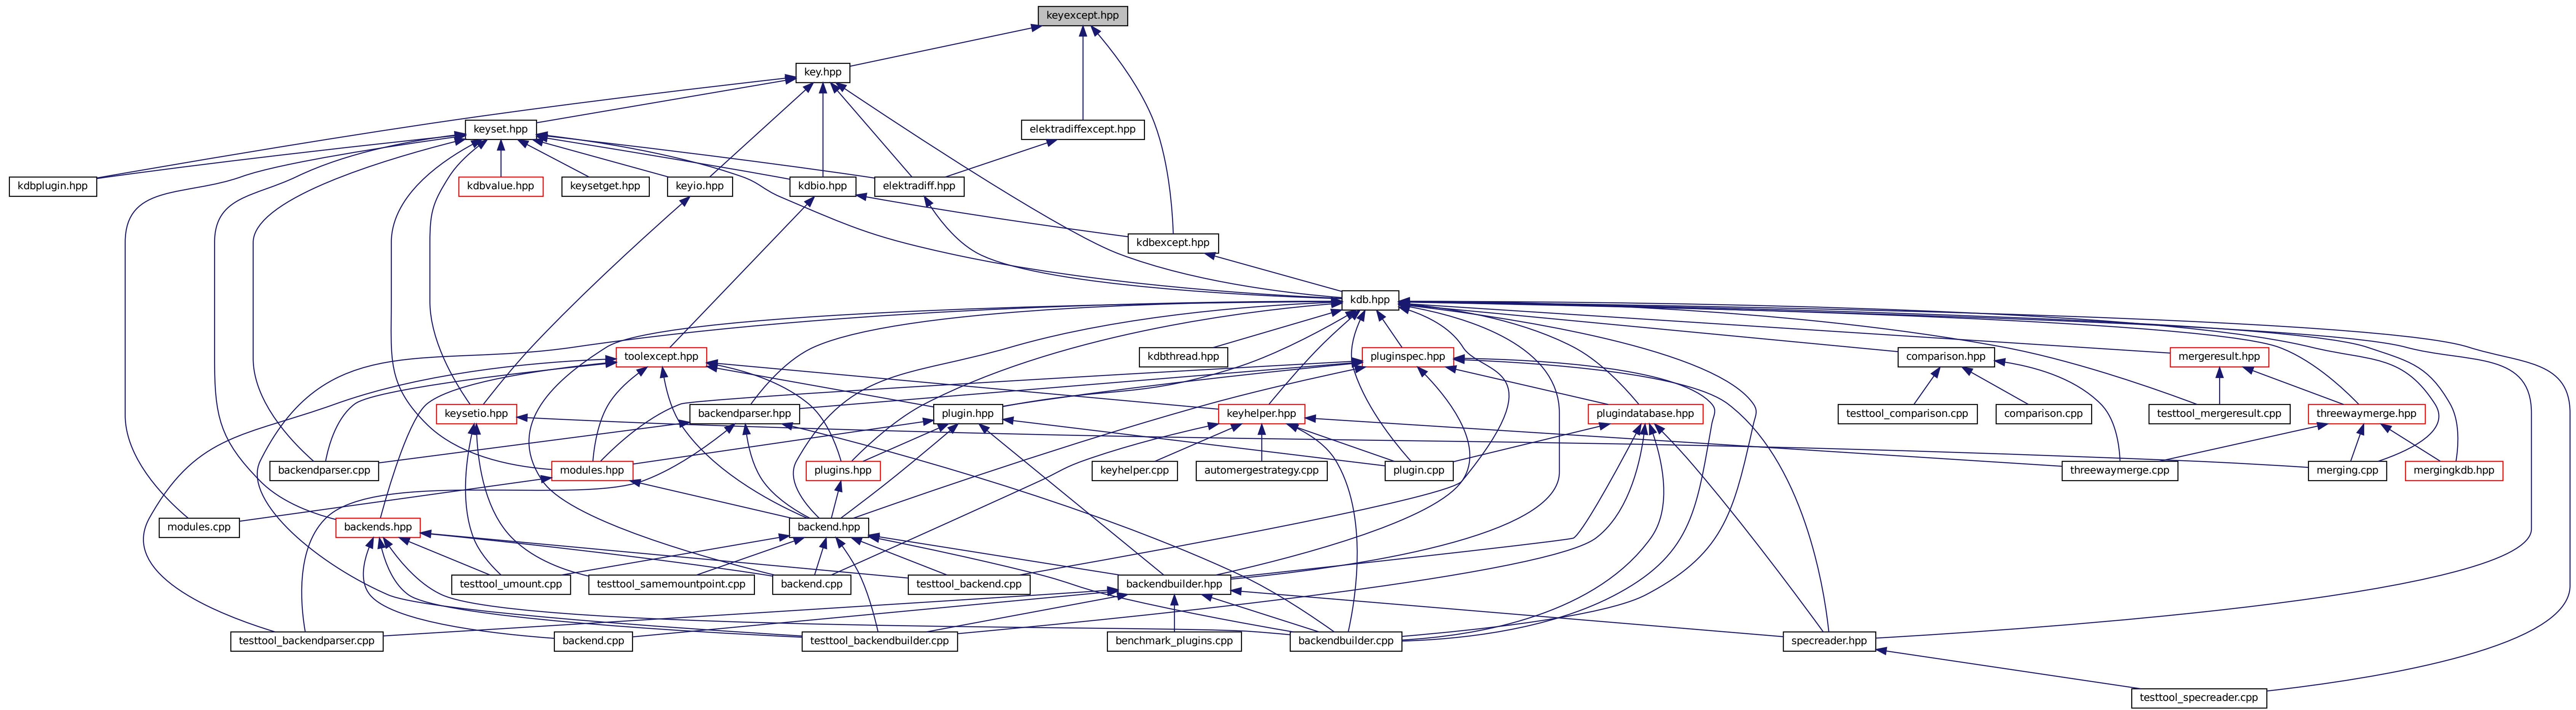 keyexcept.hpp
key.hpp
keyset.hpp
elektradiffexcept.hpp
kdbplugin.hpp
kdbvalue.hpp
keysetget.hpp
keyio.hpp
kdbio.hpp
elektradiff.hpp
kdbexcept.hpp
kdb.hpp
toolexcept.hpp
kdbthread.hpp
pluginspec.hpp
comparison.hpp
mergeresult.hpp
keysetio.hpp
backendparser.hpp
plugin.hpp
keyhelper.hpp
plugindatabase.hpp
testtool_comparison.cpp
comparison.cpp
testtool_mergeresult.cpp
threewaymerge.hpp
backendparser.cpp
modules.hpp
plugins.hpp
keyhelper.cpp
automergestrategy.cpp
plugin.cpp
threewaymerge.cpp
merging.cpp
mergingkdb.hpp
modules.cpp
backends.hpp
backend.hpp
testtool_umount.cpp
testtool_samemountpoint.cpp
backend.cpp
testtool_backend.cpp
backendbuilder.hpp
testtool_backendparser.cpp
backend.cpp
testtool_backendbuilder.cpp
benchmark_plugins.cpp
backendbuilder.cpp
specreader.hpp
testtool_specreader.cpp